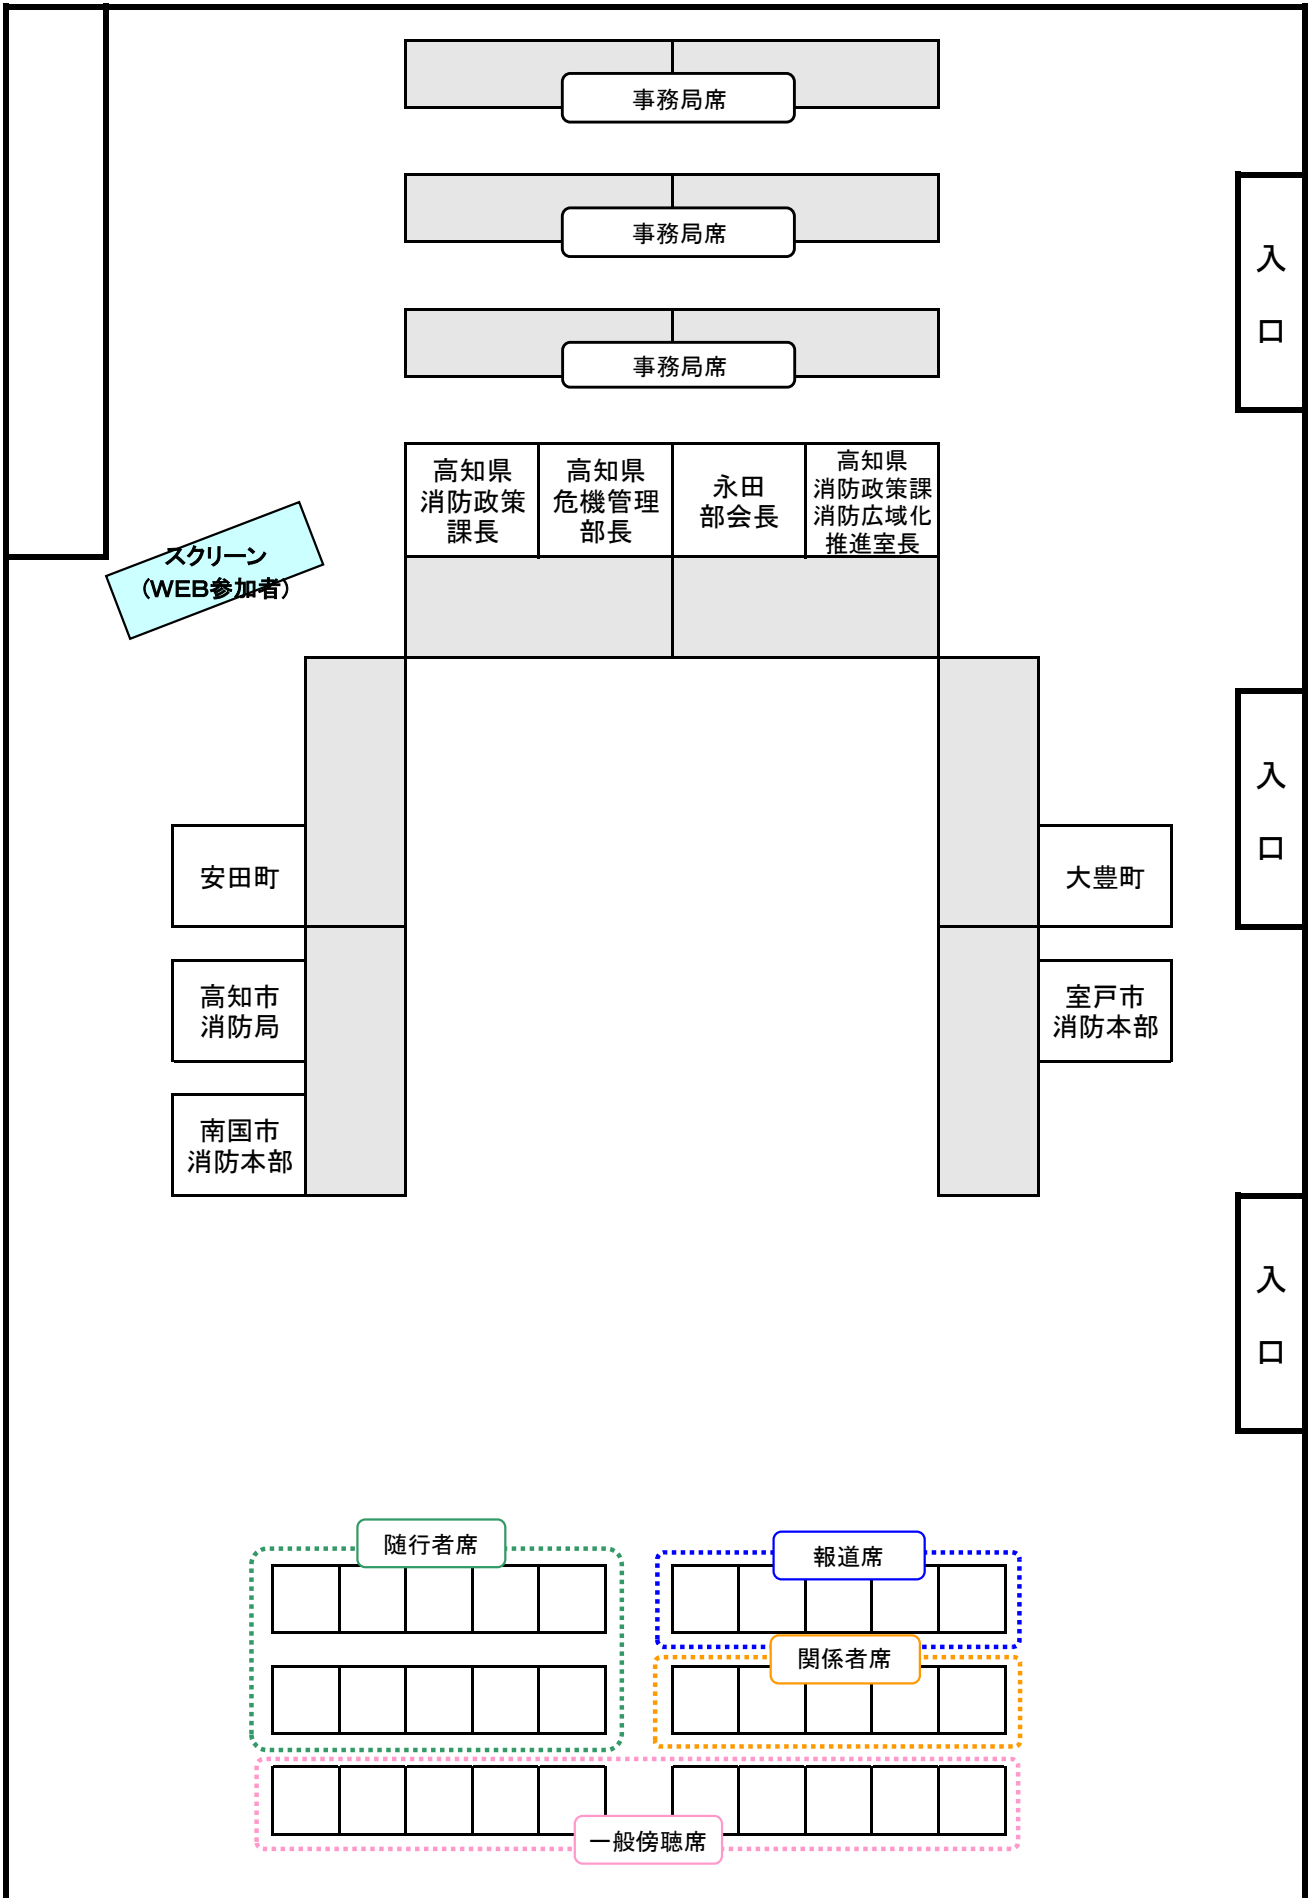 事務局席
事務局席
事務局席
入
口
高知県
消防政策
課長
高知県
危機管理
部長
永田
部会長
高知県
消防政策課
消防広域化
推進室長
スクリーン
（WEB参加者）
入
口
安田町
大豊町
高知市
消防局
室戸市
消防本部
南国市
消防本部
入
口
随行者席
報道席
関係者席
一般傍聴席